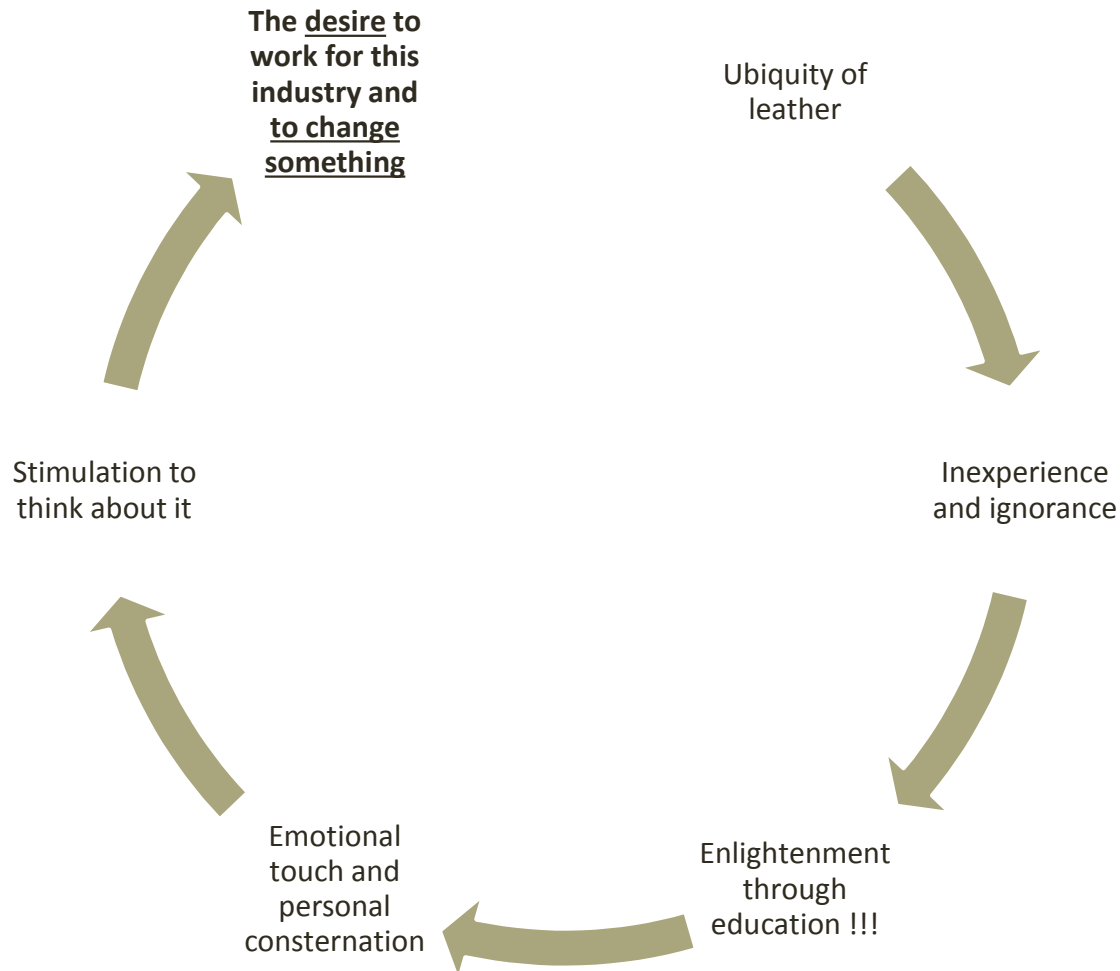 Ubiquity of
leather
Inexperience
and ignorance
Enlightenment
through
education !!!
Emotional
touch and
personal
consternation
Stimulation to
think about it
The desire to
work for this
industry and
to change
something